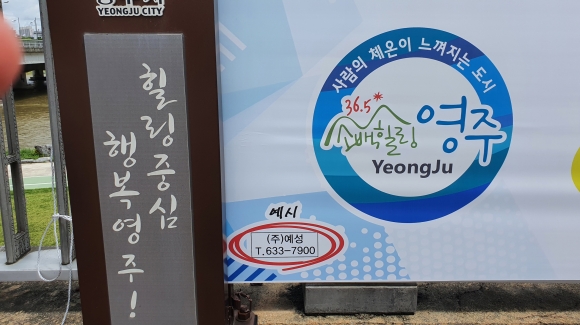 YEONGJU CITY
힐링중심
행복영주!
사람의 체온이 느껴지는 도시
36.5*
소백힐링
영주
YeongJu
예시
(주)예성
T.633-7900